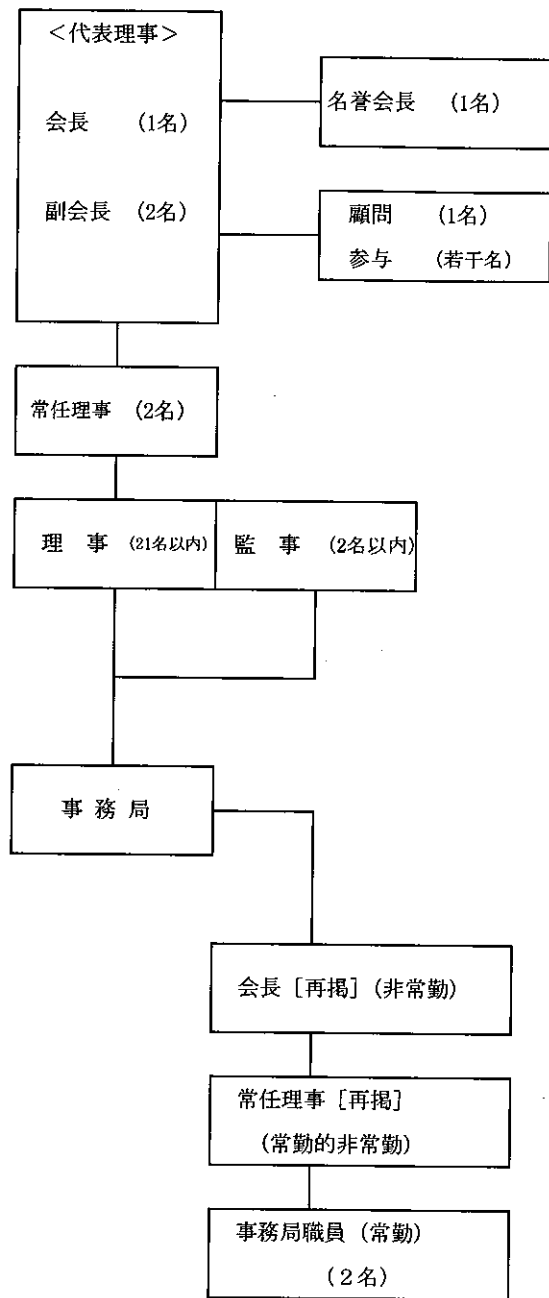 ＜代表理事＞
会長 (1名)
副会長 (2名)
名誉会長 (1名)
顧問 (1名)
参与 (若干名)
常任理事 (2名)
理 事 (21名以内)
監 事 (2名以内)
事 務 局
会長［再掲］(非常勤)
常任理事［再掲］
(常勤的非常勤)
事務局職員 (常勤)
(２名)